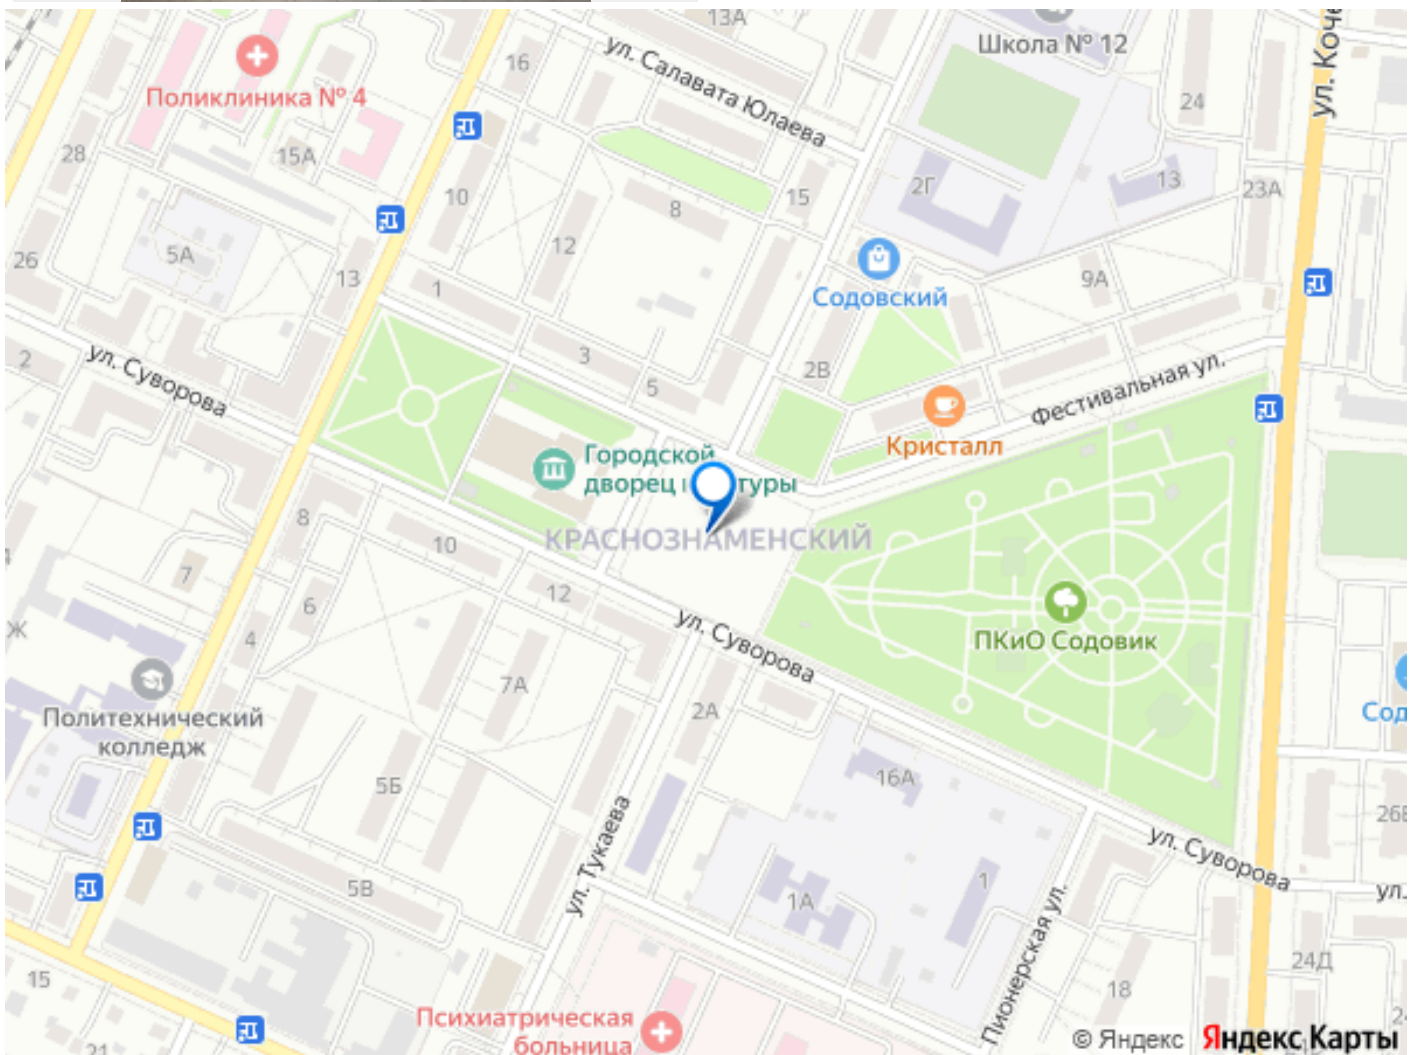 13А
Школа № 12
ул. Коче
16
ул. Салавата Юлаева
Поликлиника № 4
24
28
15А
10
8
15
2Г
13
23А
5А
12
26
13
1
Содовский
9А
3
2
ул. Суворова
5
2В
Фестивальная ул.
Кристалл
Городской
дворец
туры
КРАСНОЗНАМЕНСКИЙ
8
10
7
6
12
4
Ж
ул. Суворова
ПКиО Содовик
7А
2А
Политехнический
колледж
Сод
16А
5Б
26Б
ул. Тукаева
ул. Суворова
5В
1А
1
ул.
Пионерская ул.
24Д
15
18
Психиатрическая
больница
21
© Яндекс Яндекс Карты